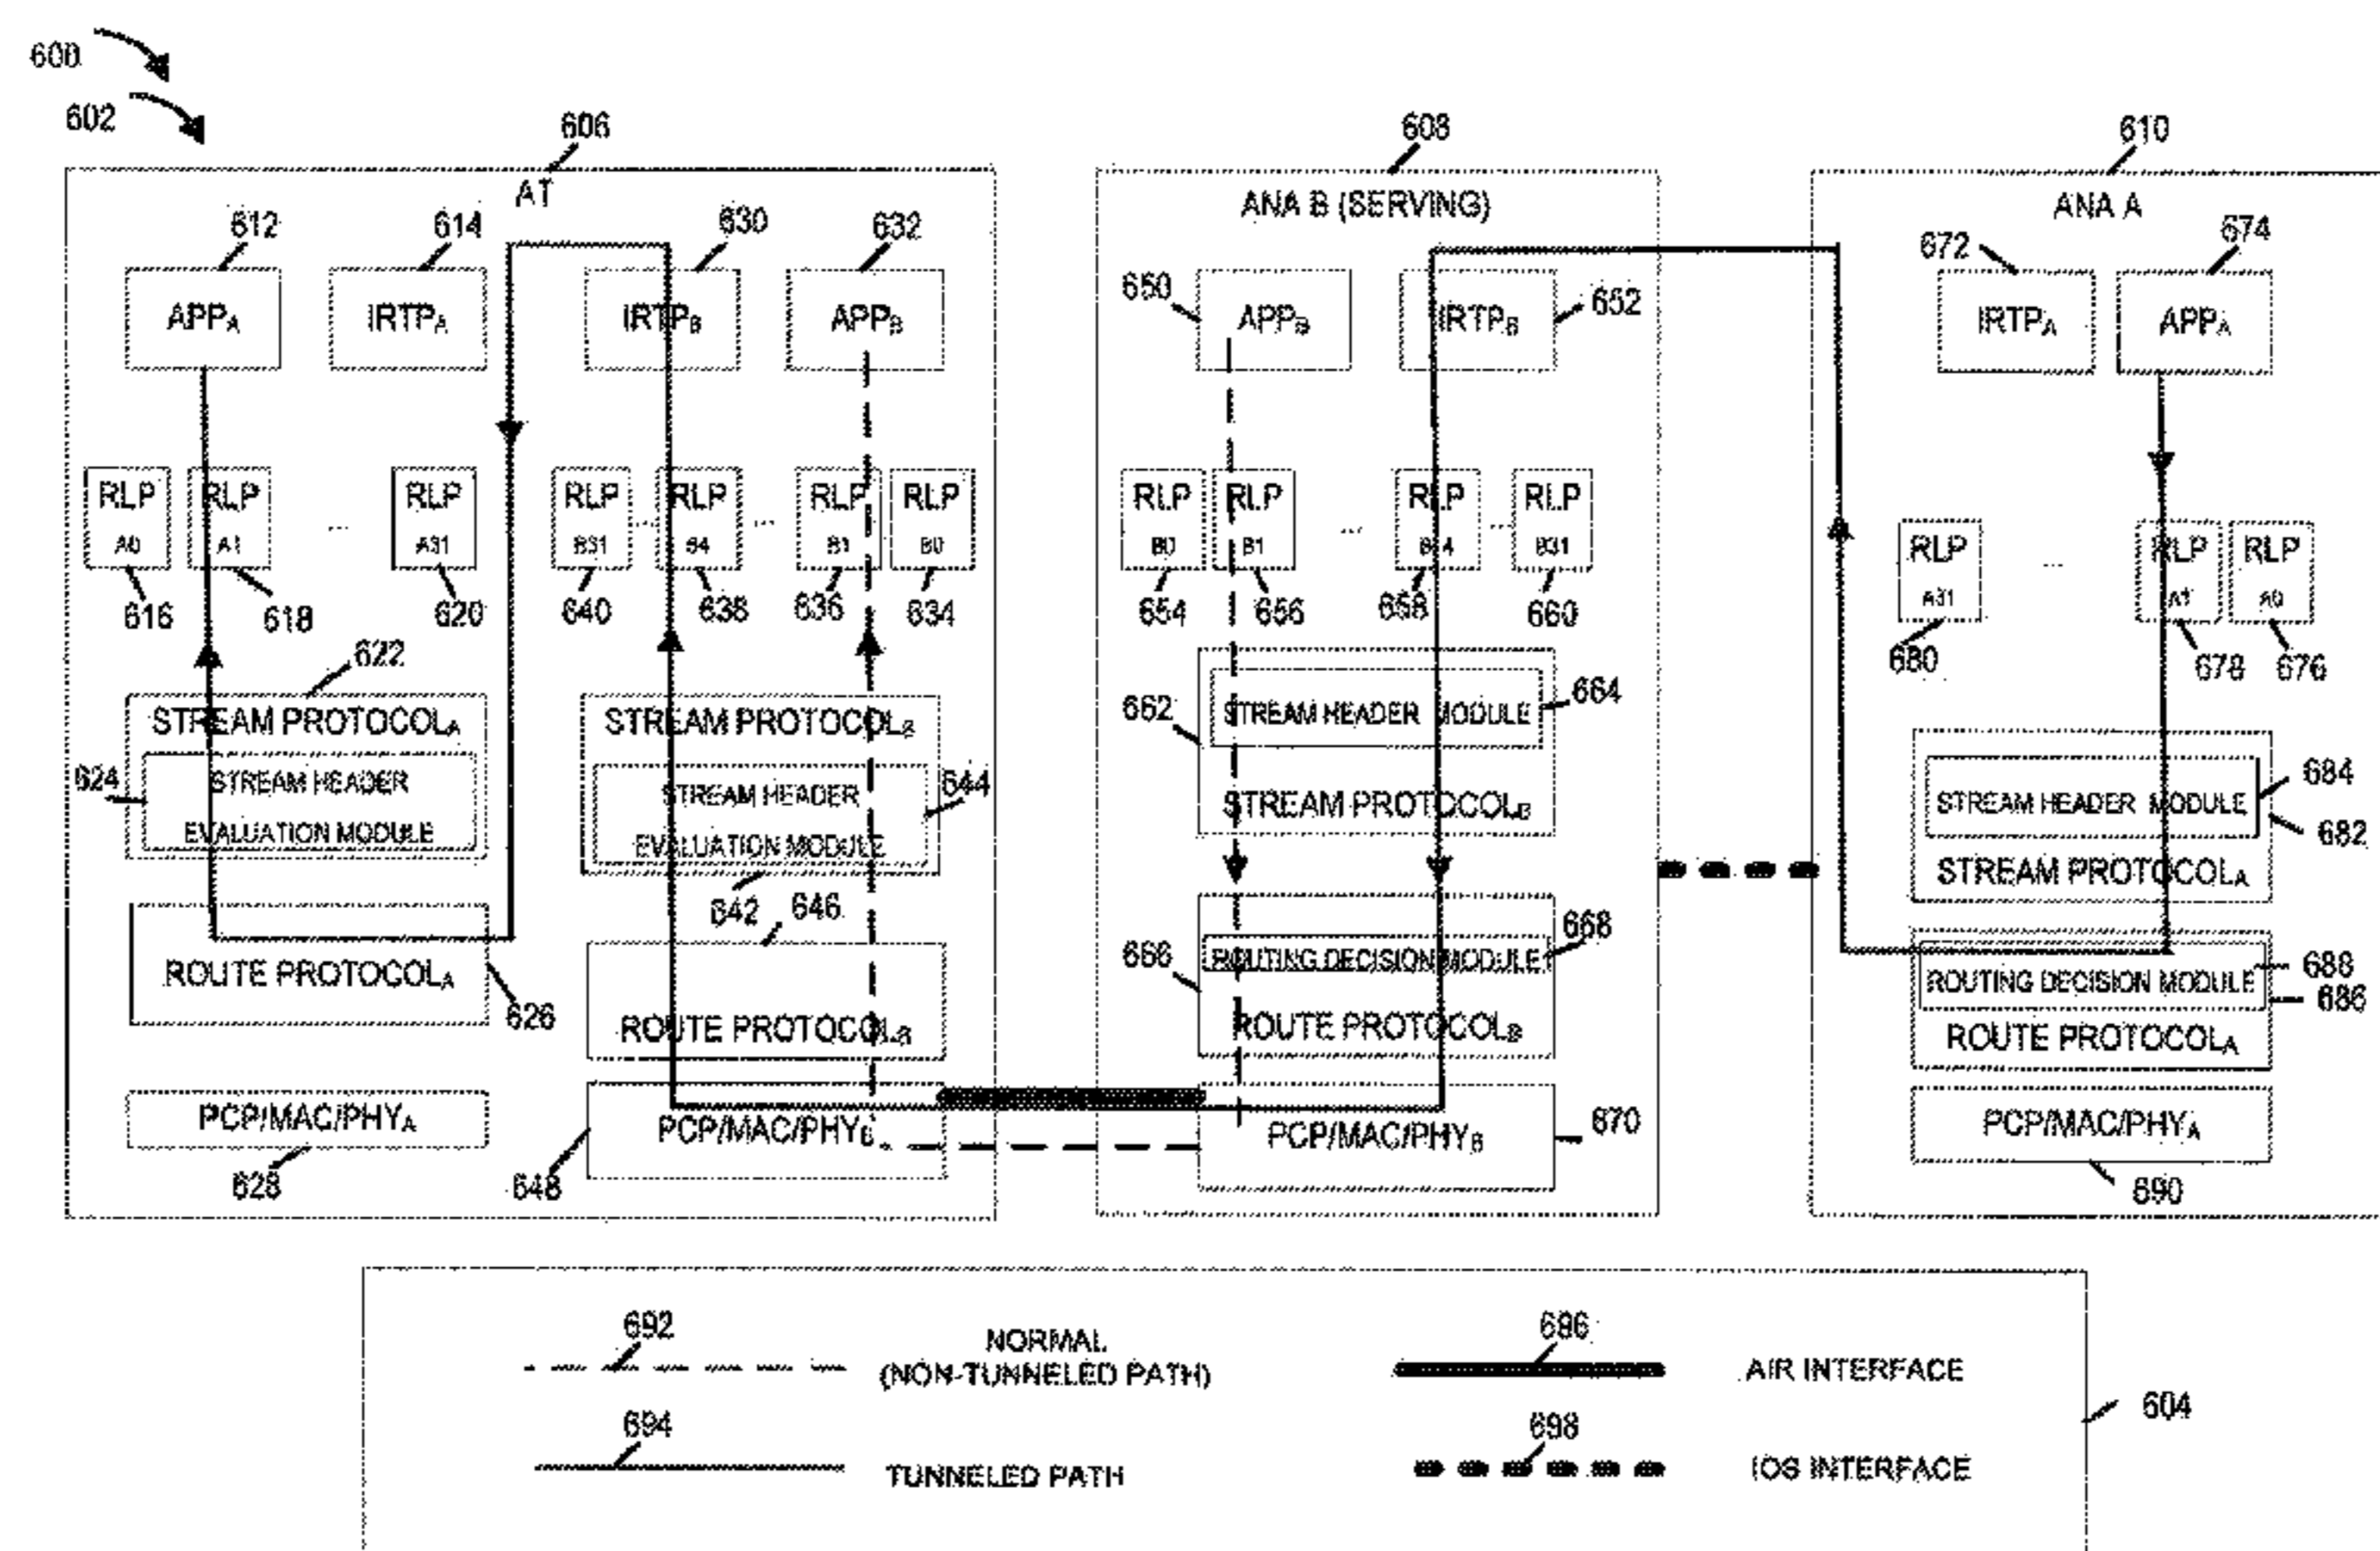 600
602
606
608
610
AT
ANA B (SERVING)
ANA A
612
614
630
632
650
652
672
674
APPA
IRTPA
IRTPB
APPB
APPB
IRTPB
IRTPA
APPA
RLP A0
RLP A1
...
RLP A31
RLP B31
...
RLP B4
...
RLP B1
RLP B0
RLP B0
RLP B1
...
RLP
...
RLP B31
RLP A31
...
RLP A1
RLP A0
616
618
620
640
638
636
634
654
656
658
660
680
678
676
622
STREAM PROTOCOLA
624
STREAM HEADER
EVALUATION MODULE
STREAM PROTOCOLB
644
STREAM HEADER
EVALUATION MODULE
642
646
662
STREAM HEADER MODULE
664
STREAM PROTOCOLB
STREAM HEADER MODULE
684
682
STREAM PROTOCOLA
ROUTE PROTOCOLA
626
ROUTE PROTOCOLB
666
ROUTING DECISION MODULE
668
ROUTE PROTOCOLB
ROUTING DECISION MODULE
688
686
ROUTE PROTOCOLA
PCP/MAC/PHYA
628
648
PCP/MAC/PHYB
PCP/MAC/PHYB
670
PCP/MAC/PHYA
690
692
NORMAL
(NON-TUNNELED PATH)
686
AIR INTERFACE
694
TUNNELED PATH
698
IOS INTERFACE
604